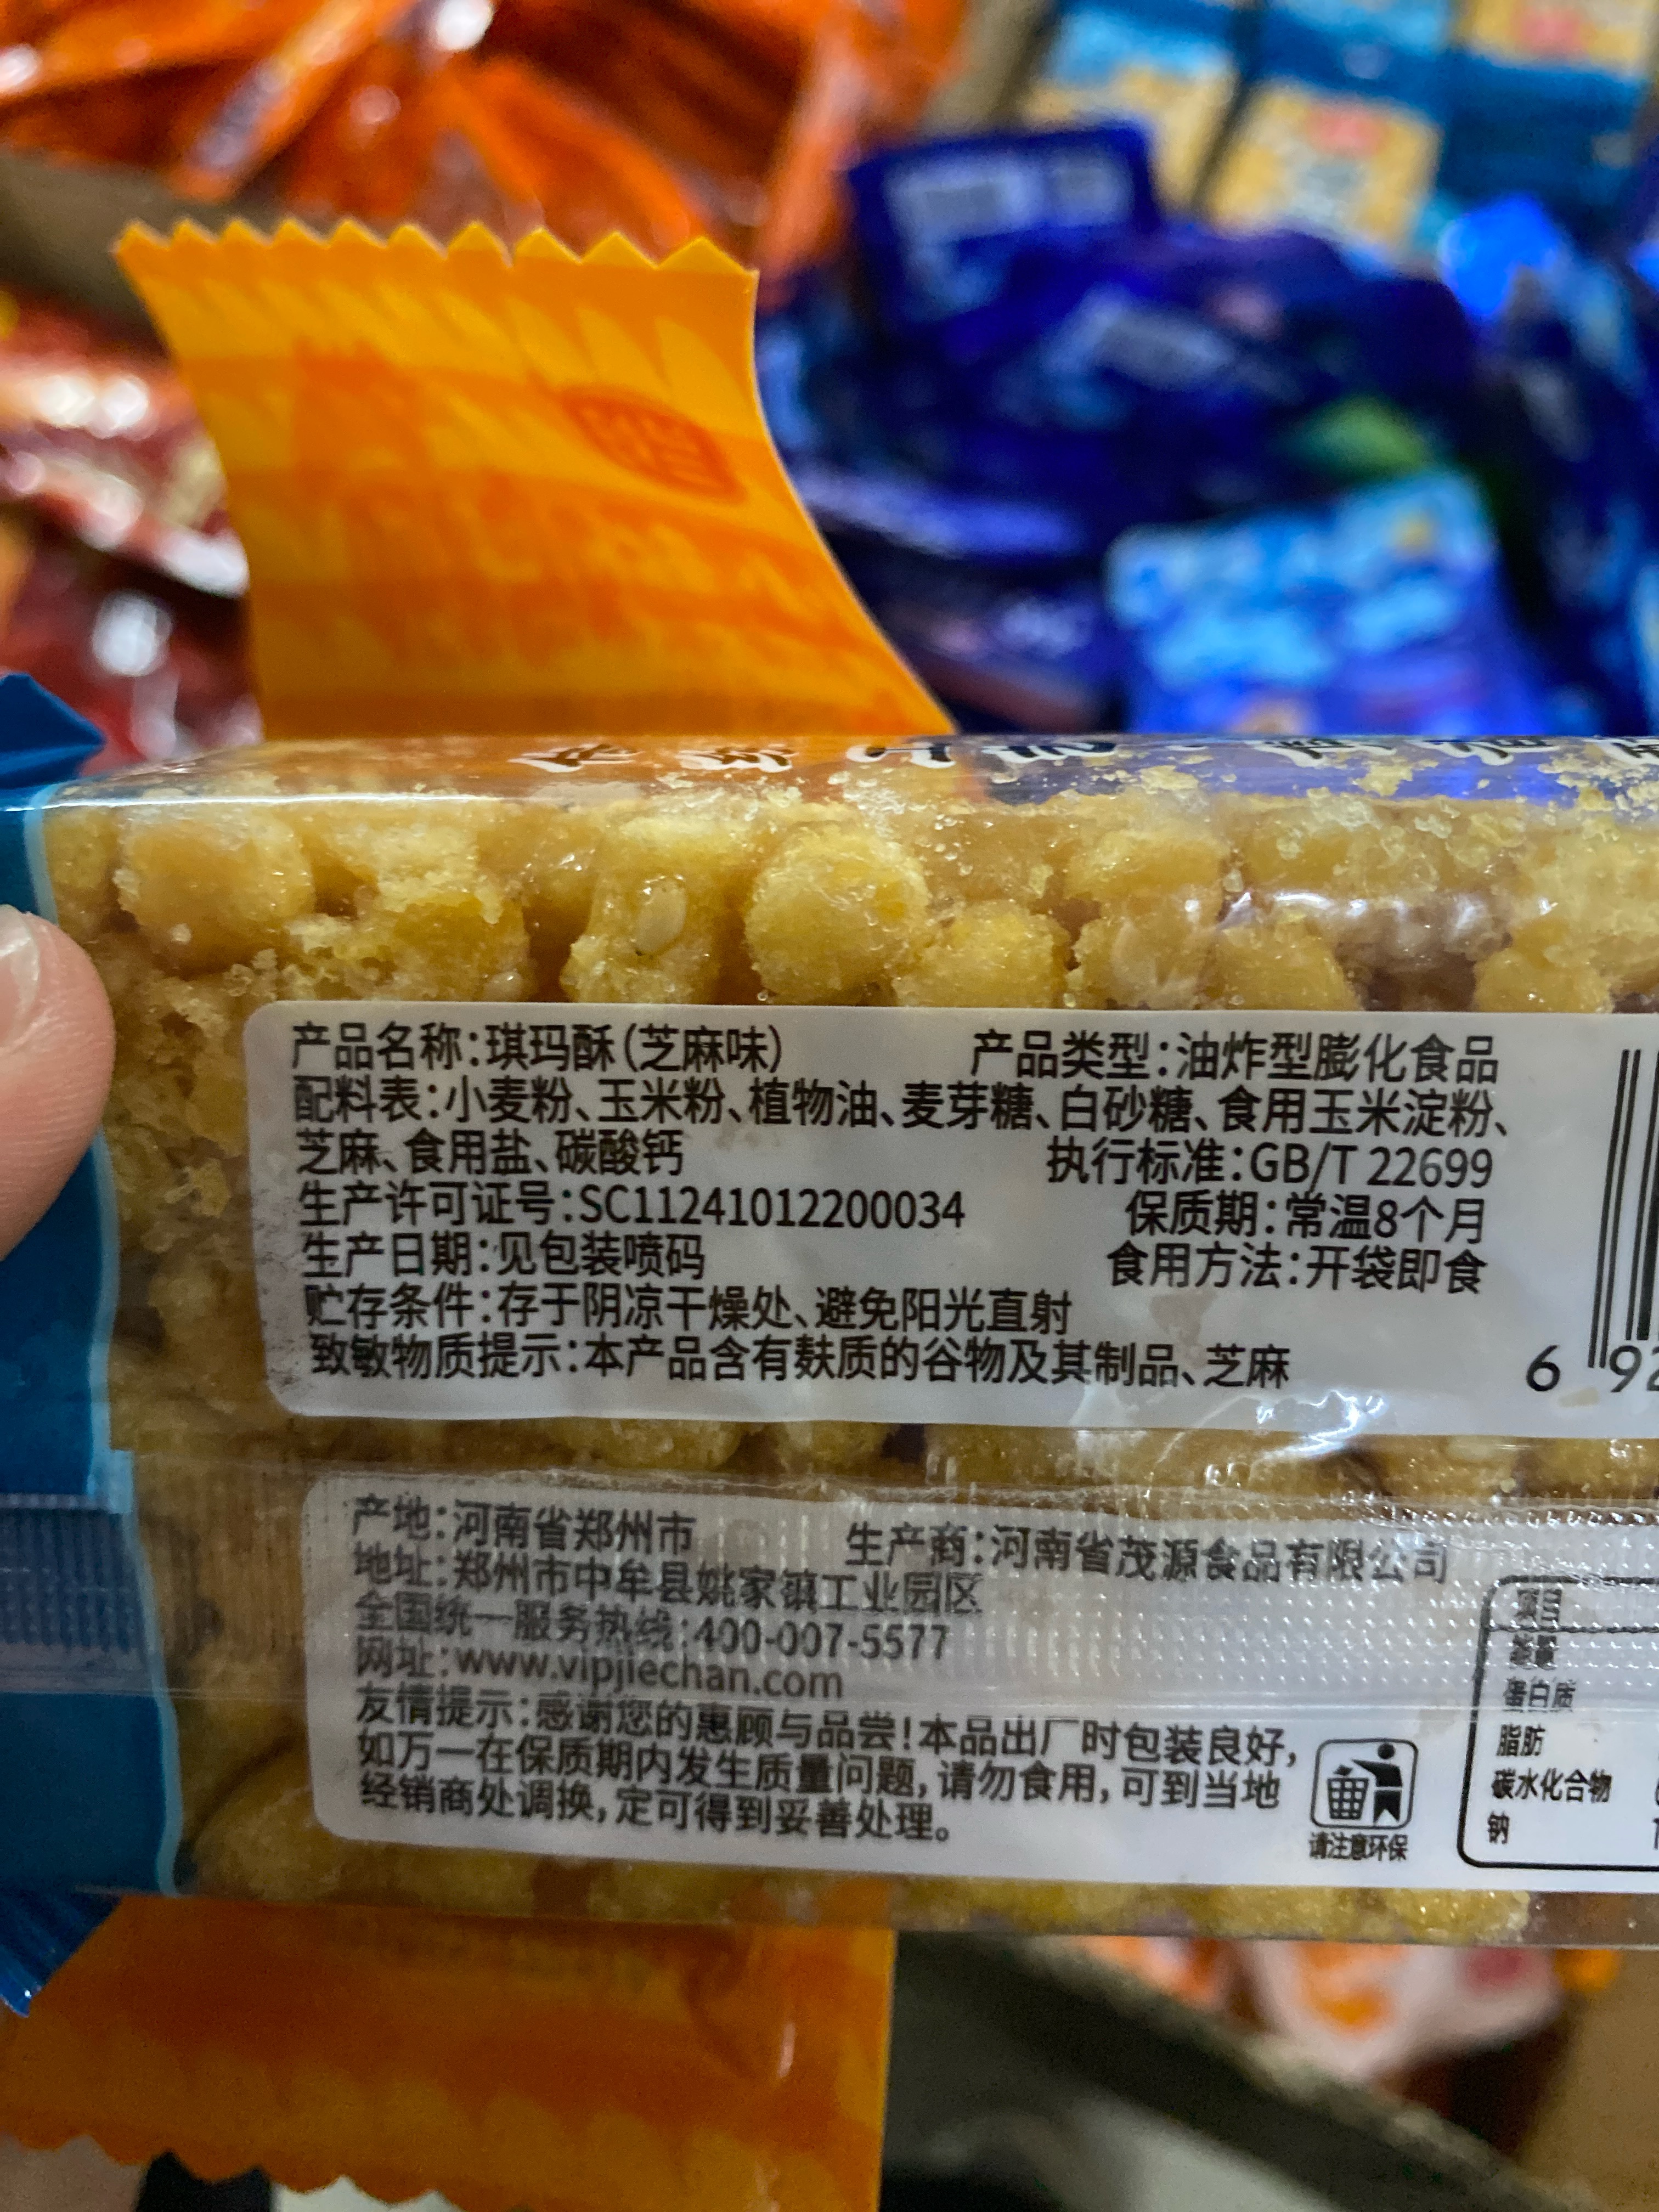 产品名称:琪玛酥(芝麻味) 产品类型:油炸型膨化食品
配料表:小麦粉、玉米粉、植物油、麦芽糖、白砂糖、食用玉米淀粉、
芝麻、食用盐、碳酸钙 执行标准:GB/T 22699
生产许可证号:SC11241012200034 保质期:常温8个月
生产日期:见包装喷码 食用方法:开袋即食
贮存条件:存于阴凉干燥处、避免阳光直射
致敏物质提示:本产品含有麸质的谷物及其制品、芝麻
6 92
产地:河南省郑州市 生产商:河南省茂源食品有限公司
地址:郑州市中牟县姚家镇工业园区
全国统一服务热线:400-007-5577
网址:www.vipjiechan.com
友情提示:感谢您的惠顾与品尝!本品出厂时包装良好,
如万一在保质期内发生质量问题,请勿食用,可到当地
经销商处调换,定可得到妥善处理。
请注意环保
项目
能量
蛋白质
脂肪
碳水化合物
钠